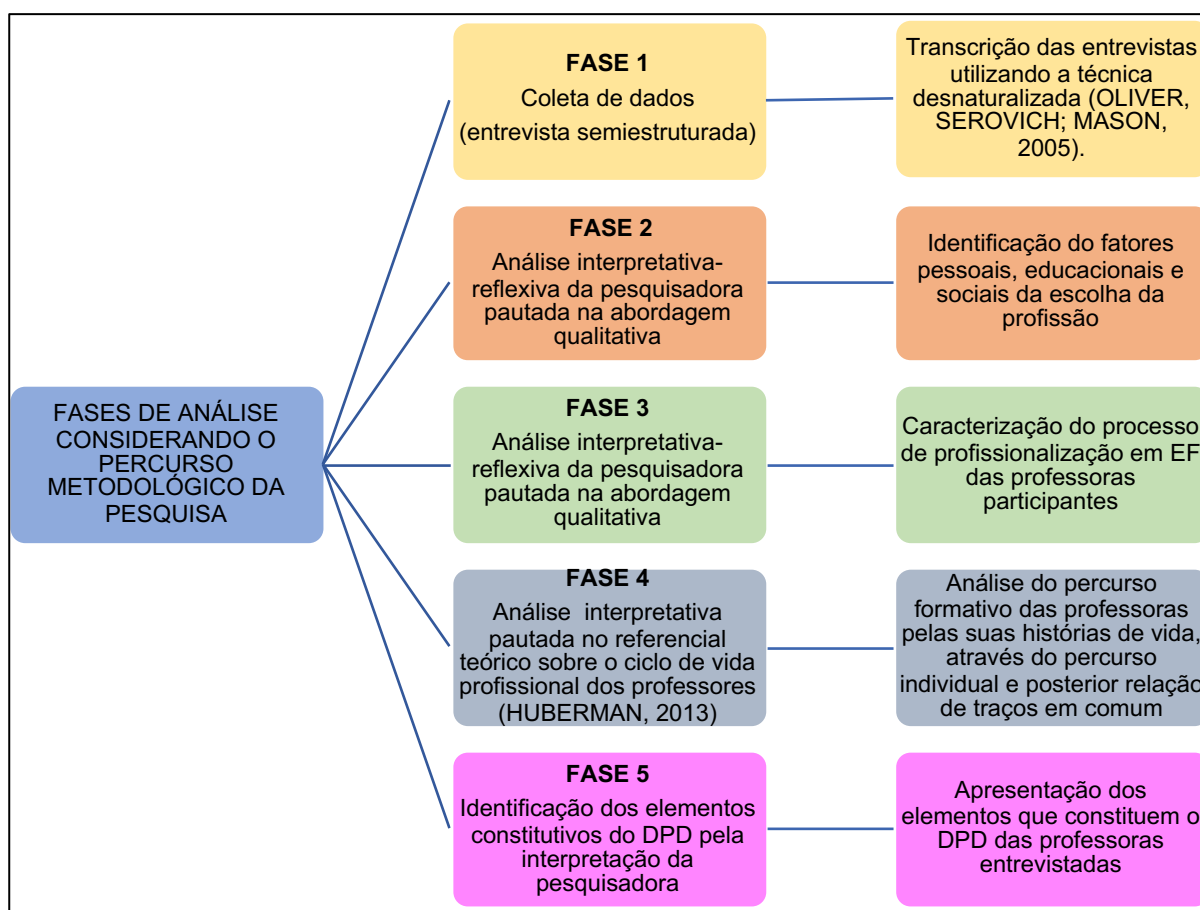 FASES DE ANÁLISE
CONSIDERANDO O
PERCURSO
METODOLÓGICO DA
PESQUISA
FASE 1
Coleta de dados
(entrevista semiestruturada)
Transcrição das entrevistas
utilizando a técnica
desnaturalizada (OLIVER,
SEROVICH; MASON,
2005).
FASE 2
Análise interpretativa-
reflexiva da pesquisadora
pautada na abordagem
qualitativa
Identificação do fatores
pessoais, educacionais e
sociais da escolha da
profissão
FASE 3
Análise interpretativa-
reflexiva da pesquisadora
pautada na abordagem
qualitativa
Caracterização do processo
de profissionalização em EF
das professoras
participantes
FASE 4
Análise interpretativa
pautada no referencial
teórico sobre o ciclo de vida
profissional dos professores
(HUBERMAN, 2013)
Análise do percurso
formativo das professoras
pelas suas histórias de vida,
através do percurso
individual e posterior relação
de traços em comum
FASE 5
Identificação dos elementos
constitutivos do DPD pela
interpretação da
pesquisadora
Apresentação dos
elementos que constituem o
DPD das professoras
entrevistadas